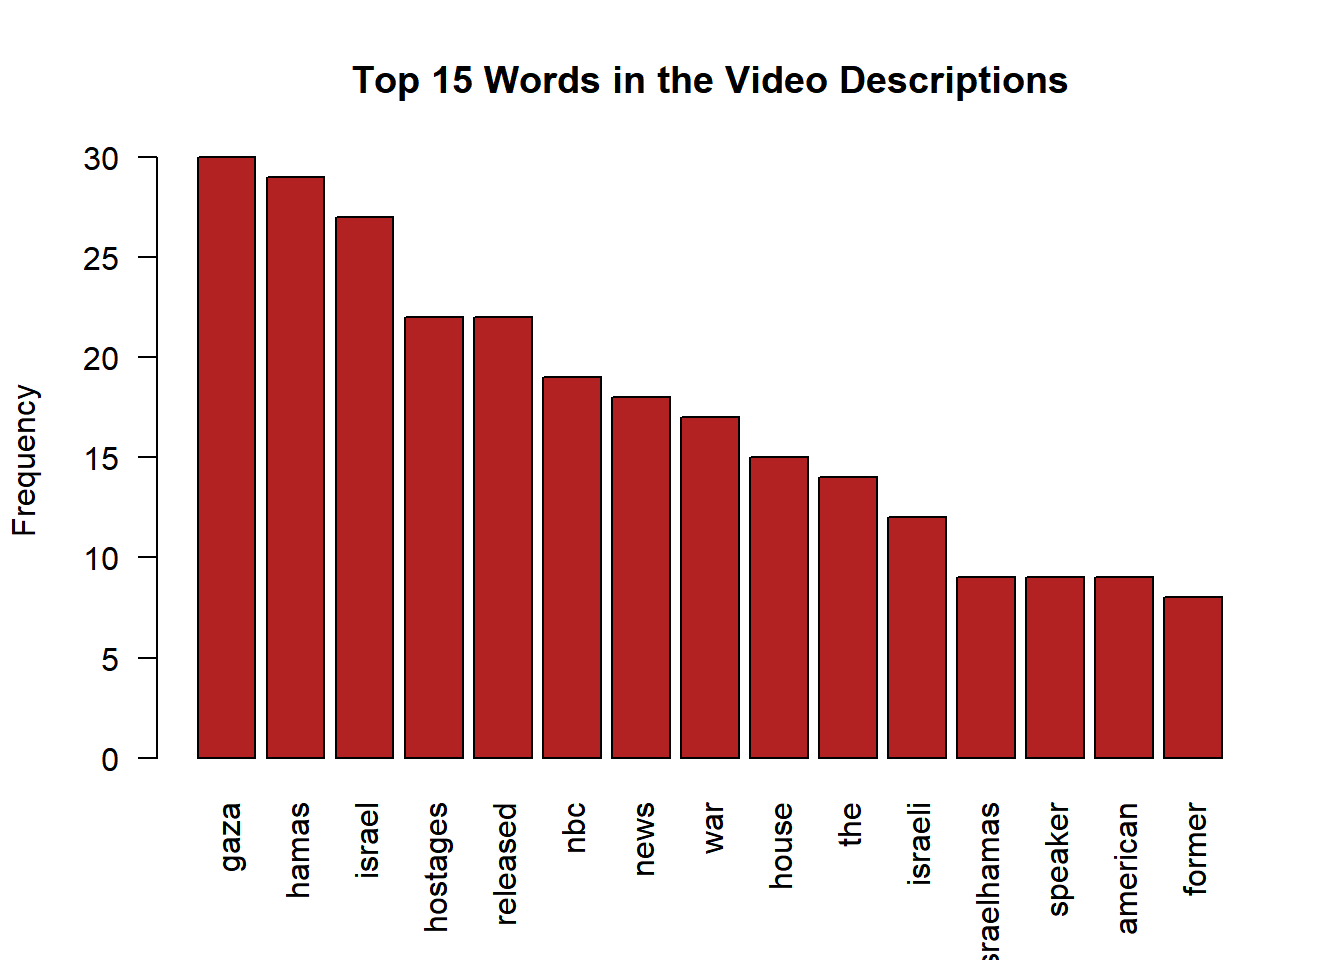 Top 15 Words in the Video Descriptions
Frequency
30
25
20
15
10
5
0
gaza
hamas
israel
hostages
released
nbc
news
war
house
the
israeli
sraelhamas
speaker
american
former